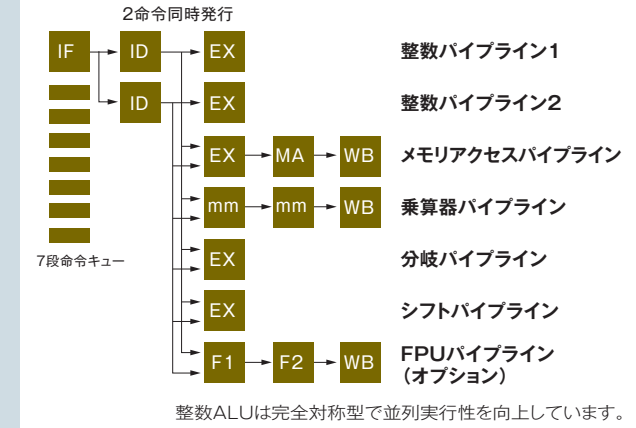 2命令同時発行
IF ID EX 整数パイプライン1
ID EX 整数パイプライン2
EX MA WB メモリアクセスパイプライン
mm mm WB 乗算器パイプライン
7段命令キュー
EX 分岐パイプライン
EX シフトパイプライン
F1 F2 WB FPUパイプライン
(オプション)
整数ALUは完全対称型で並列実行性を向上しています。